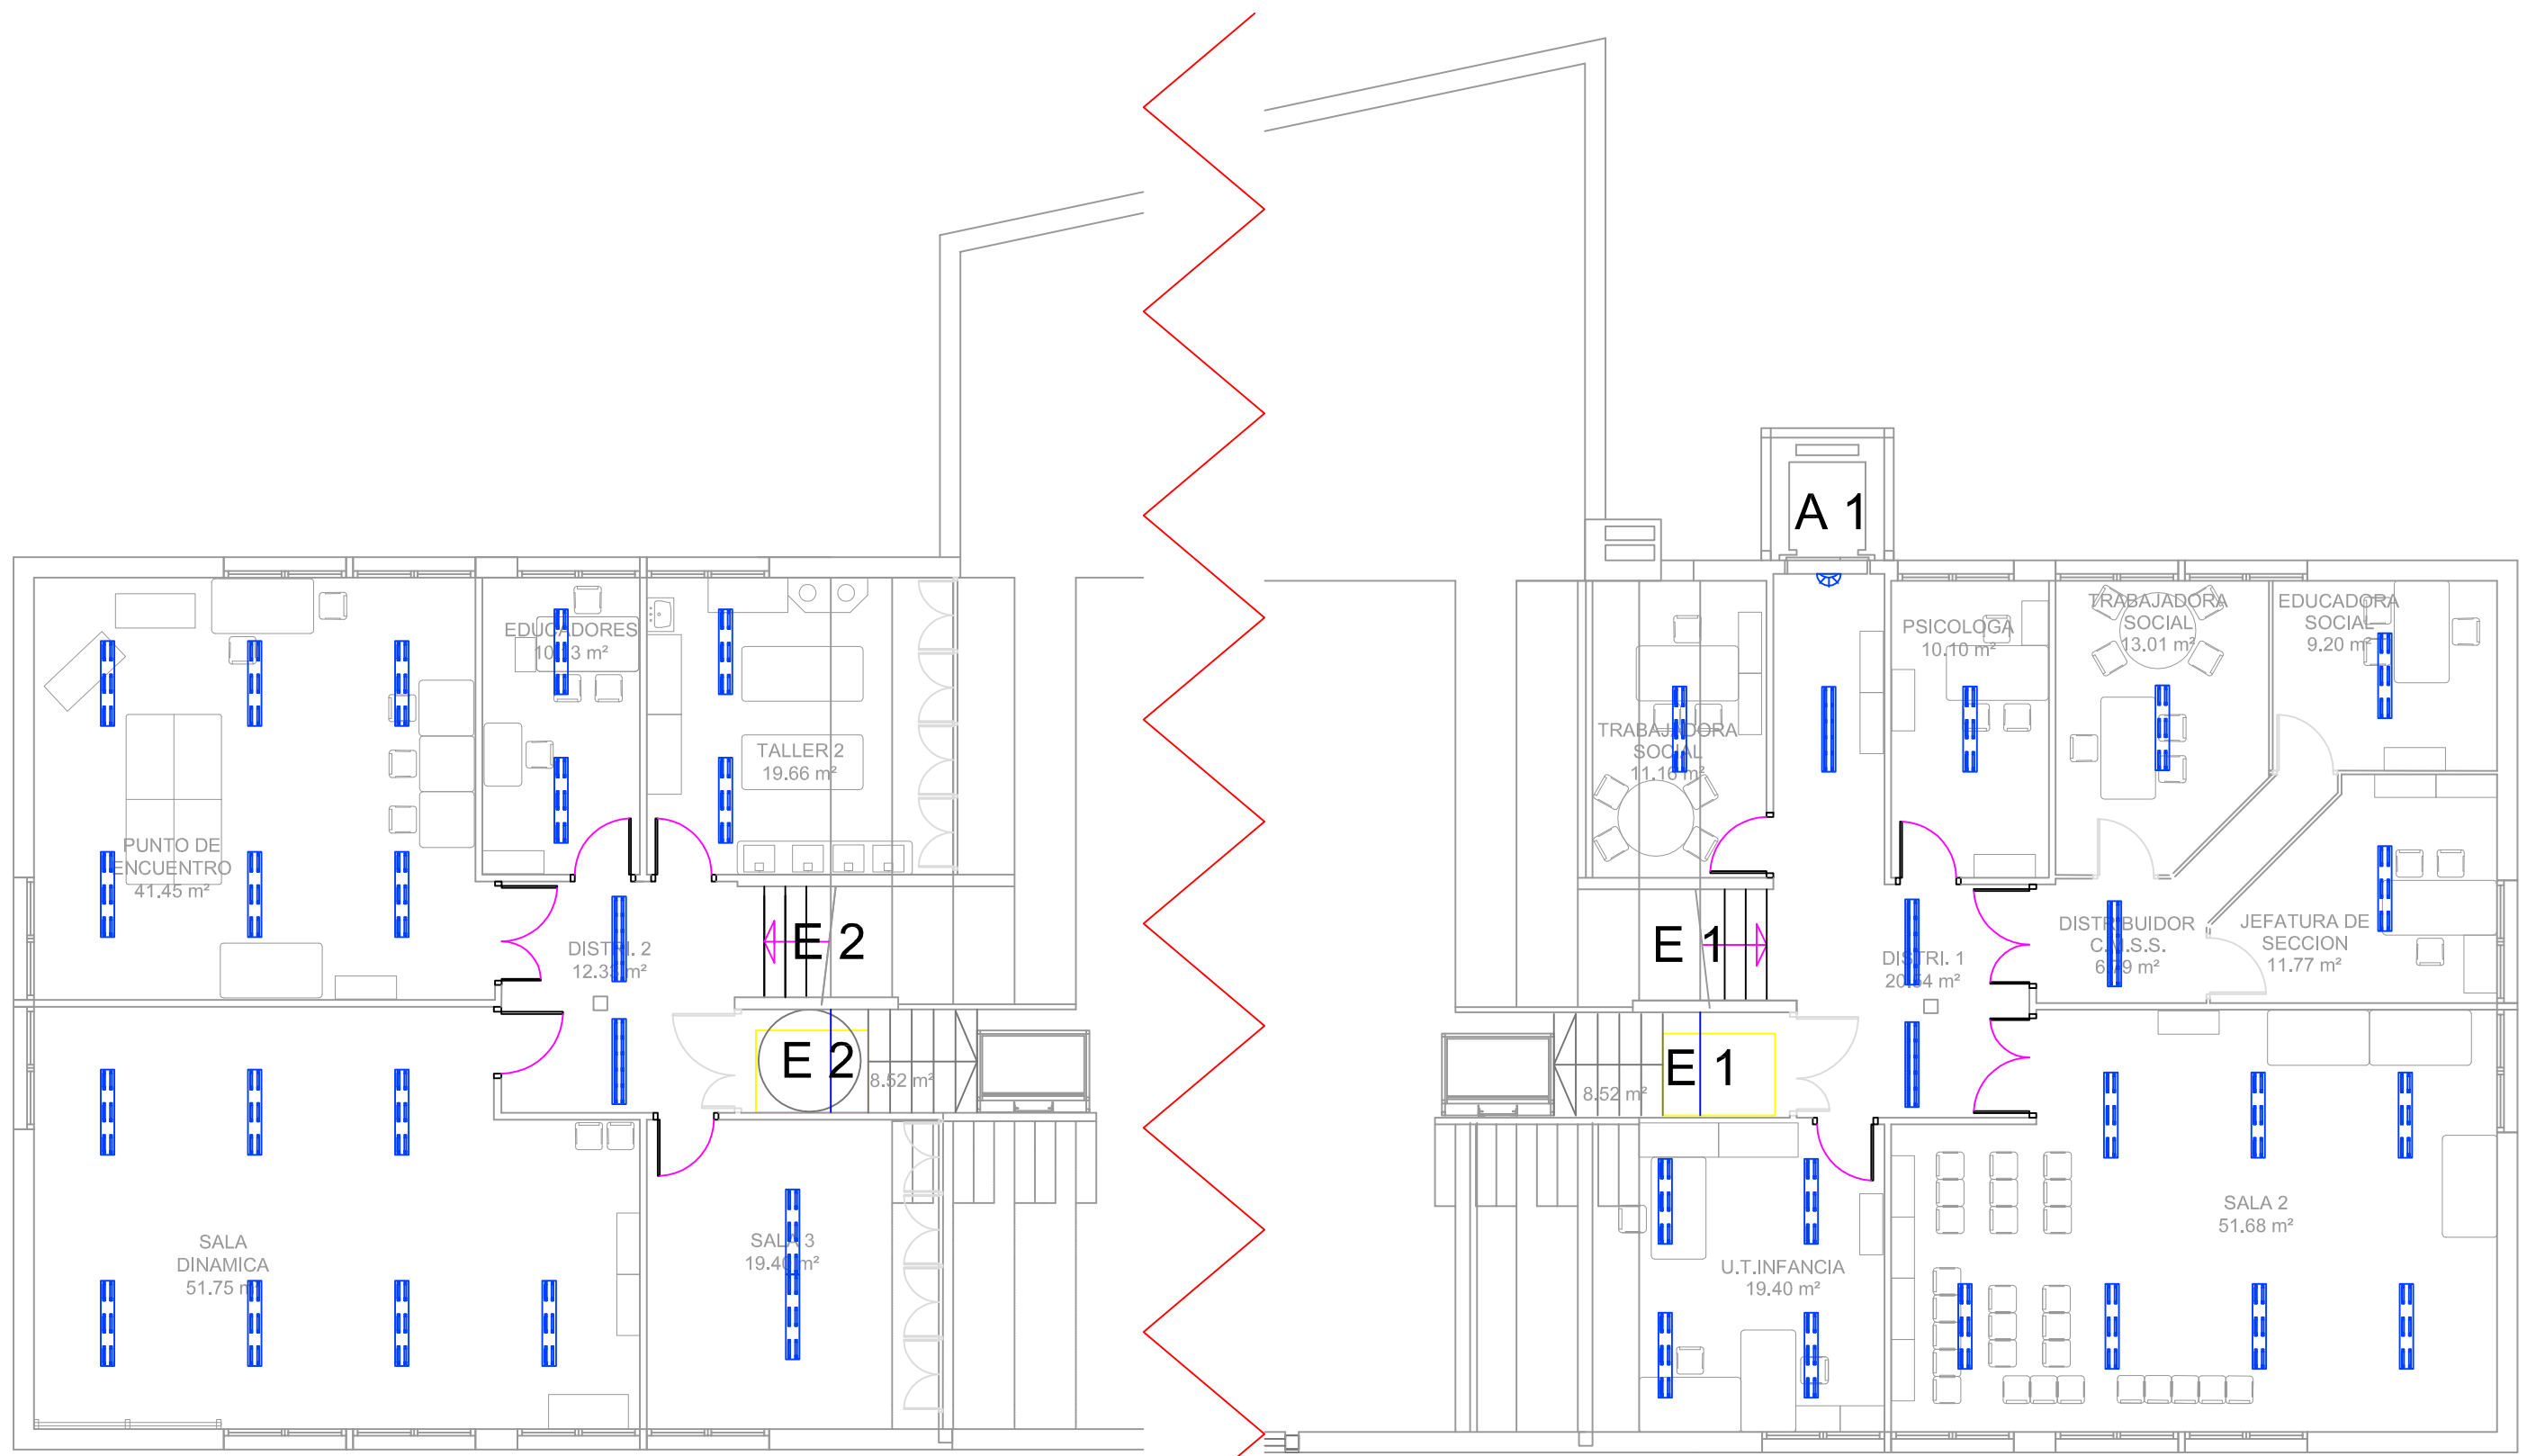 A 1
EDUCADORES
10.13 m²
TALLER 2
19.66 m²
PUNTO DE
ENCUENTRO
41.45 m²
DISTRI. 2
12.33 m²
E 2
E 2
8.52 m²
SALA
DINAMICA
51.75 m²
SALA 3
19.40 m²
TRABAJADORA
SOCIAL
11.16 m²
PSICOLOGA
10.10 m²
TRABAJADORA
SOCIAL
13.01 m²
EDUCADORA
SOCIAL
9.20 m²
E 1
DISTRI. 1
20.64 m²
DISTRIBUIDOR
C.M.S.S.
6.79 m²
JEFATURA DE
SECCION
11.77 m²
E 1
8.52 m²
U.T.INFANCIA
19.40 m²
SALA 2
51.68 m²